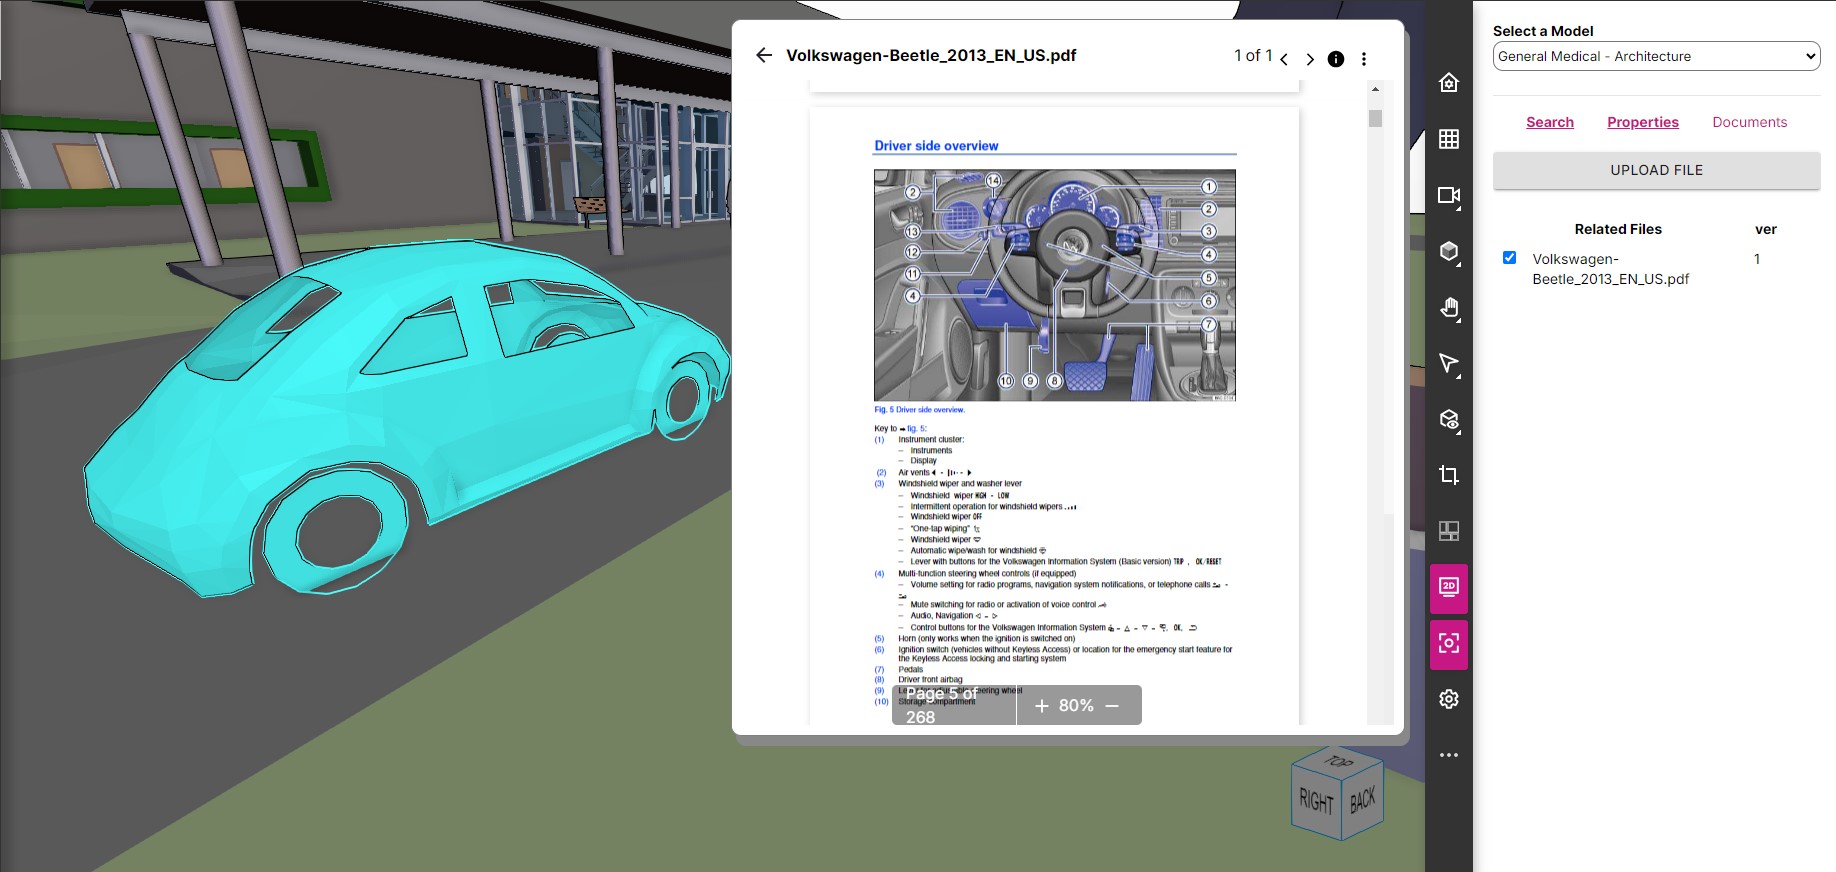 Volkswagen-Beetle_2013_EN_US.pdf
1 of 1
Driver side overview
14
2
1
2
13
3
12
4
11
5
4
6
7
10
9
8
Fig. 5 Driver side overview.
Key to ➡ fig. 5:
(1) Instrument cluster:
– Instruments
– Display
(2) Air vents
(3) Windshield wiper and washer lever
– Windshield wiper HIGH - LOW
– Intermittent operation for windshield wipers
– Windshield wiper OFF
– "One-tap wiping" 1x
– Windshield wiper
– Automatic wipe/wash for windshield
– Lever with buttons for the Volkswagen Information System (Basic version) TRIP , OK/RESET
(4) Multi-function steering wheel controls (if equipped)
– Volume setting for radio programs, navigation system notifications, or telephone calls -
– Mute switching for radio or activation of voice control
– Audio, Navigation ◁ - ▷
– Control buttons for the Volkswagen Information System - △ - ▽ - , OK,
(5) Horn (only works when the ignition is switched on)
(6) Ignition switch (vehicles without Keyless Access) or location for the emergency start feature for
the Keyless Access locking and starting system
(7) Pedals
(8) Driver front airbag
(9) Lever for adjustable steering wheel
(10) Storage compartment
Page 5 of
268
+ 80% −
TOP
RIGHT
BACK
2D
Select a Model
General Medical - Architecture
Search Properties Documents
UPLOAD FILE
Related Files ver
Volkswagen- 1
Beetle_2013_EN_US.pdf